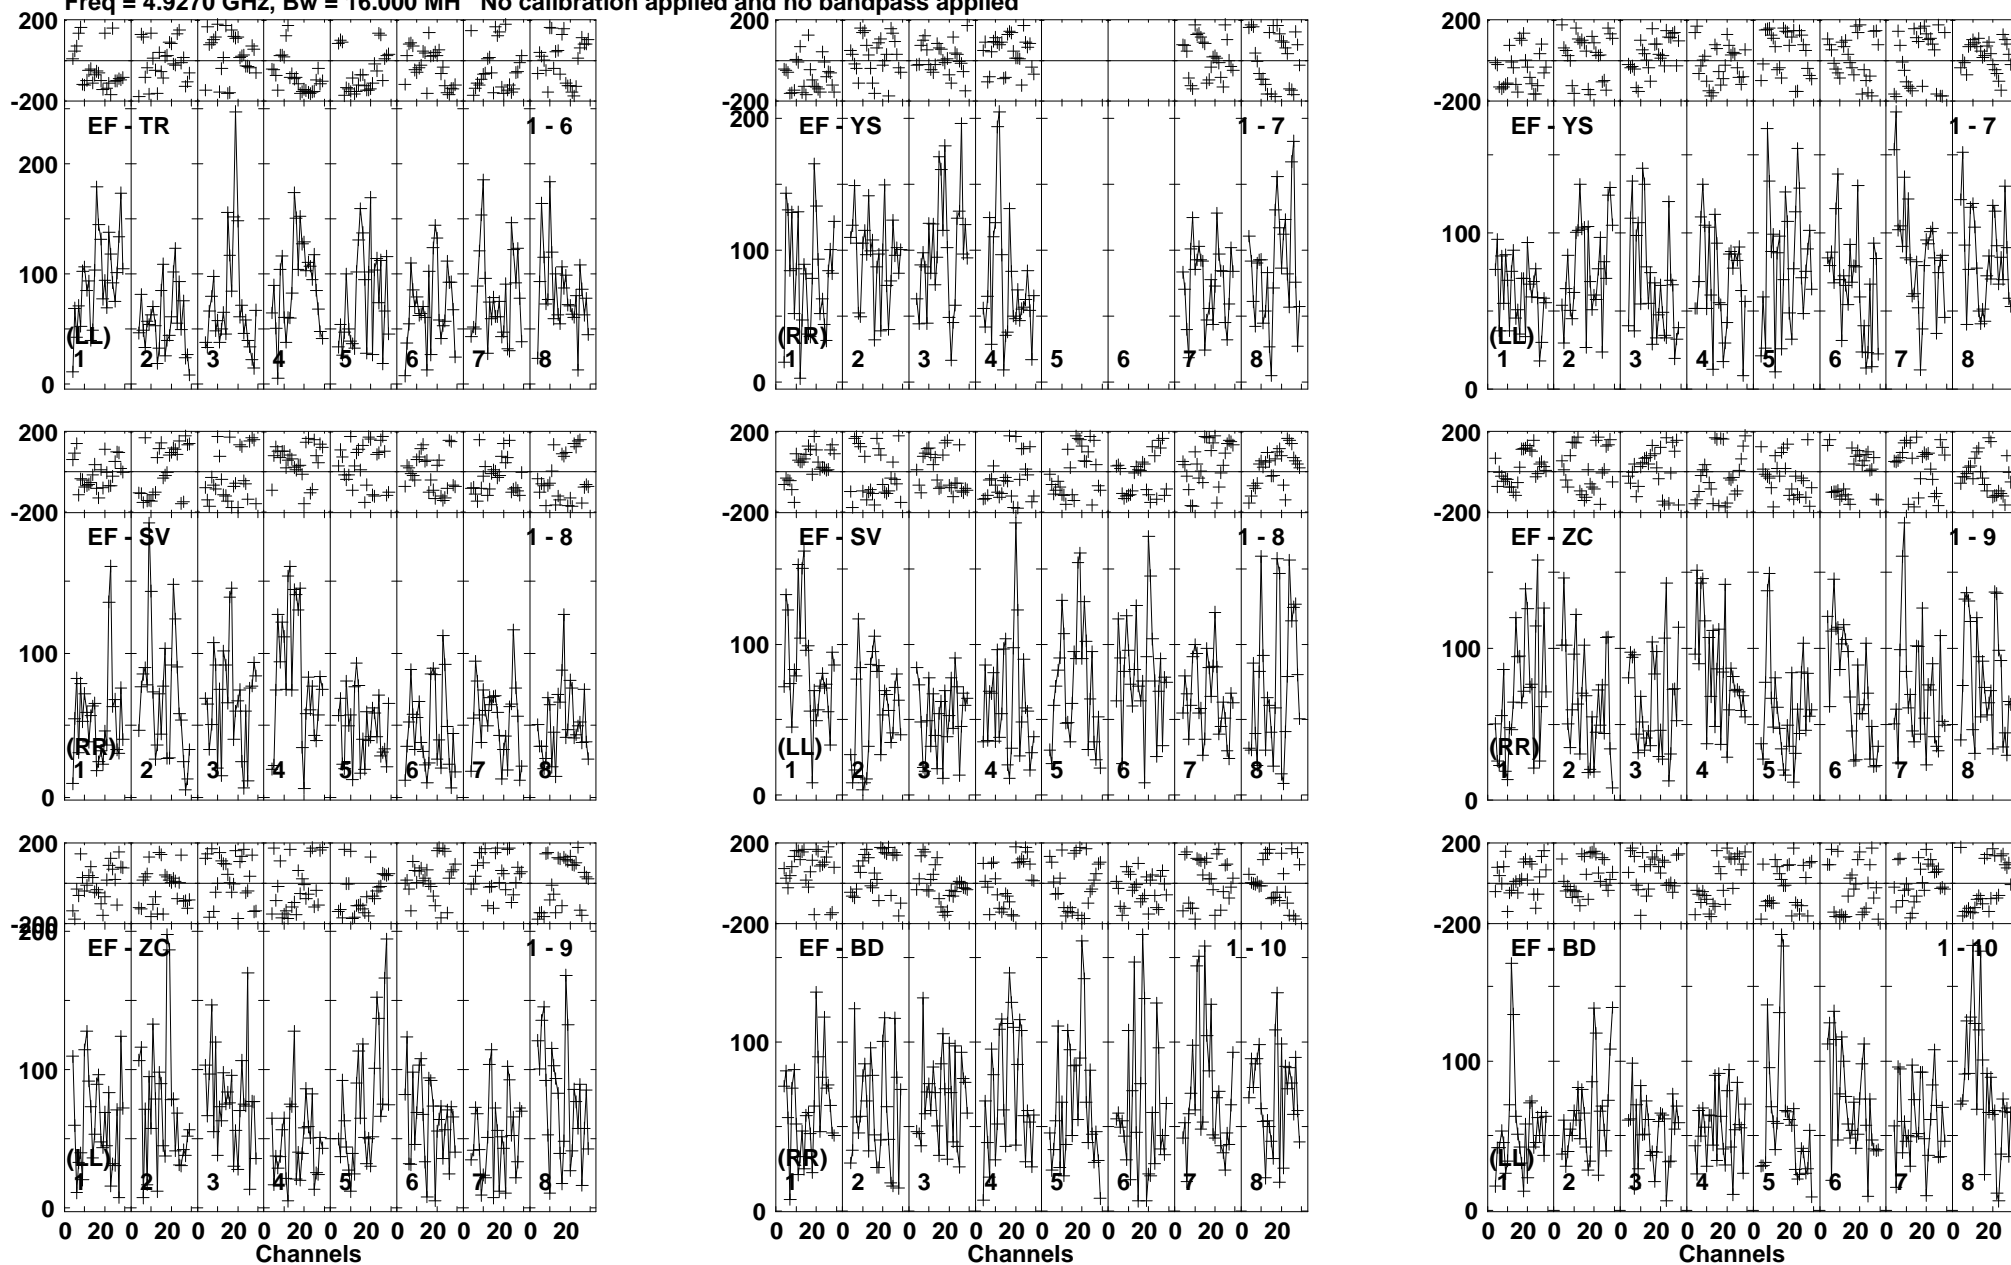 Freq = 4.9270 GHz, Bw = 16.000 MH No calibration applied and no bandpass applied
200 200 200
-200 -200 -200
EF - TR 1 - 6 EF - YS 1 - 7 EF - YS 1 - 7
200 200
100 100 100
(LL) (RR) (LL)
1 2 3 4 5 6 7 8 1 2 3 4 5 6 7 8 1 2 3 4 5 6 7 8
0 0 0
200 200 200
-200 -200 -200
EF - SV 1 - 8 EF - SV 1 - 8 EF - ZC 1 - 9
100 100 100
(RR) (LL) (RR)
1 2 3 4 5 6 7 8 1 2 3 4 5 6 7 8 1 2 3 4 5 6 7 8
0 0 0
200 200 200
-200 -200 -200
200
EF - ZC 1 - 9 EF - BD 1 - 10 EF - BD 1 - 10
100 100 100
(LL) (RR) (LL)
1 2 3 4 5 6 7 8 1 2 3 4 5 6 7 8 1 2 3 4 5 6 7 8
0 0 0
0 20 0 20 0 20 0 20 0 20 0 20 0 20 0 20 0 20 0 20 0 20 0 20 0 20 0 20 0 20 0 20 0 20 0 20 0 20 0 20 0 20 0 20 0 20 0 20
Channels Channels Channels